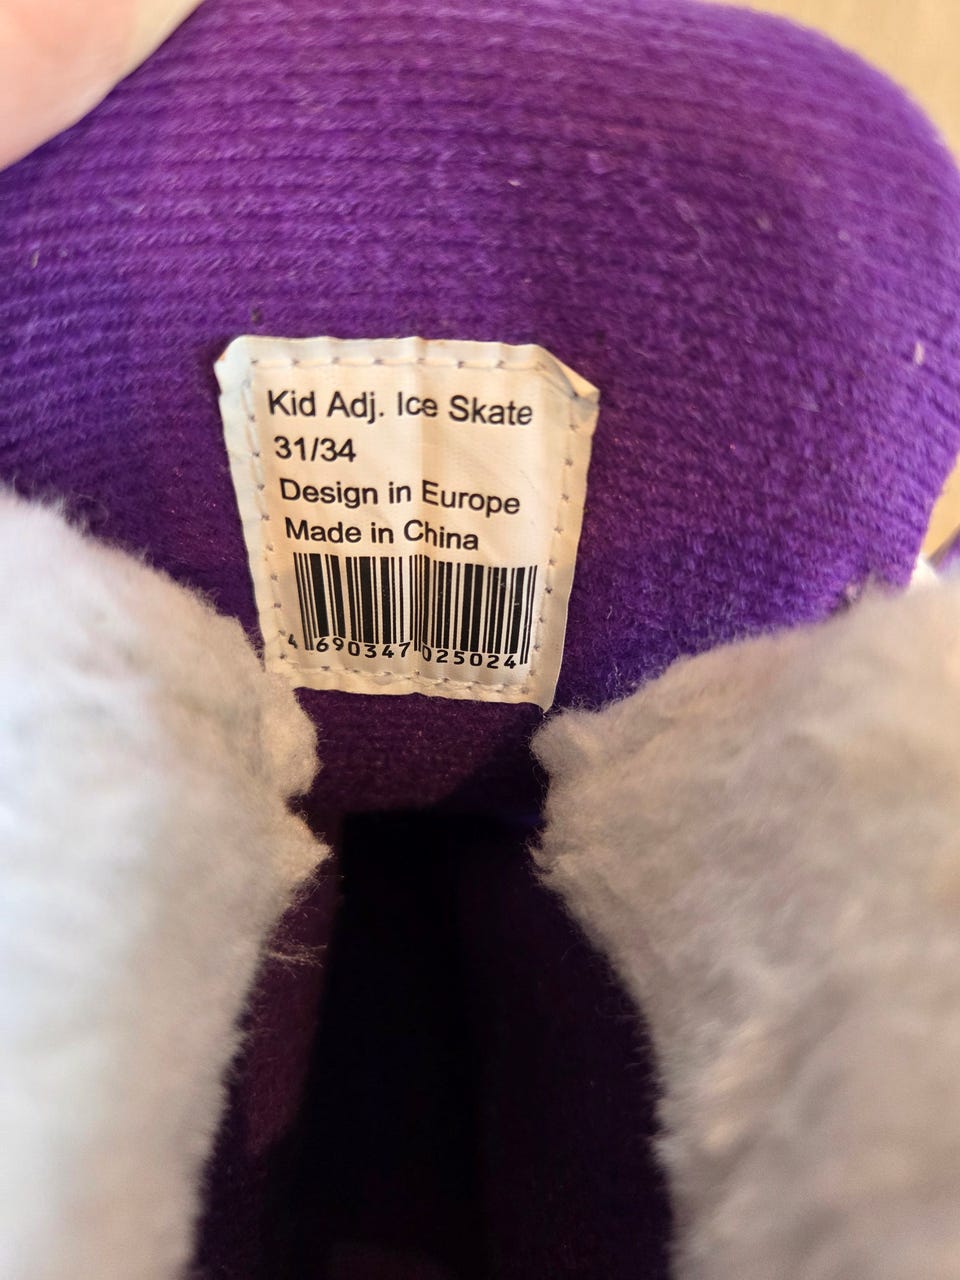 Kid Adj. Ice Skate
31/34
Design in Europe
Made in China
4 690347 025024